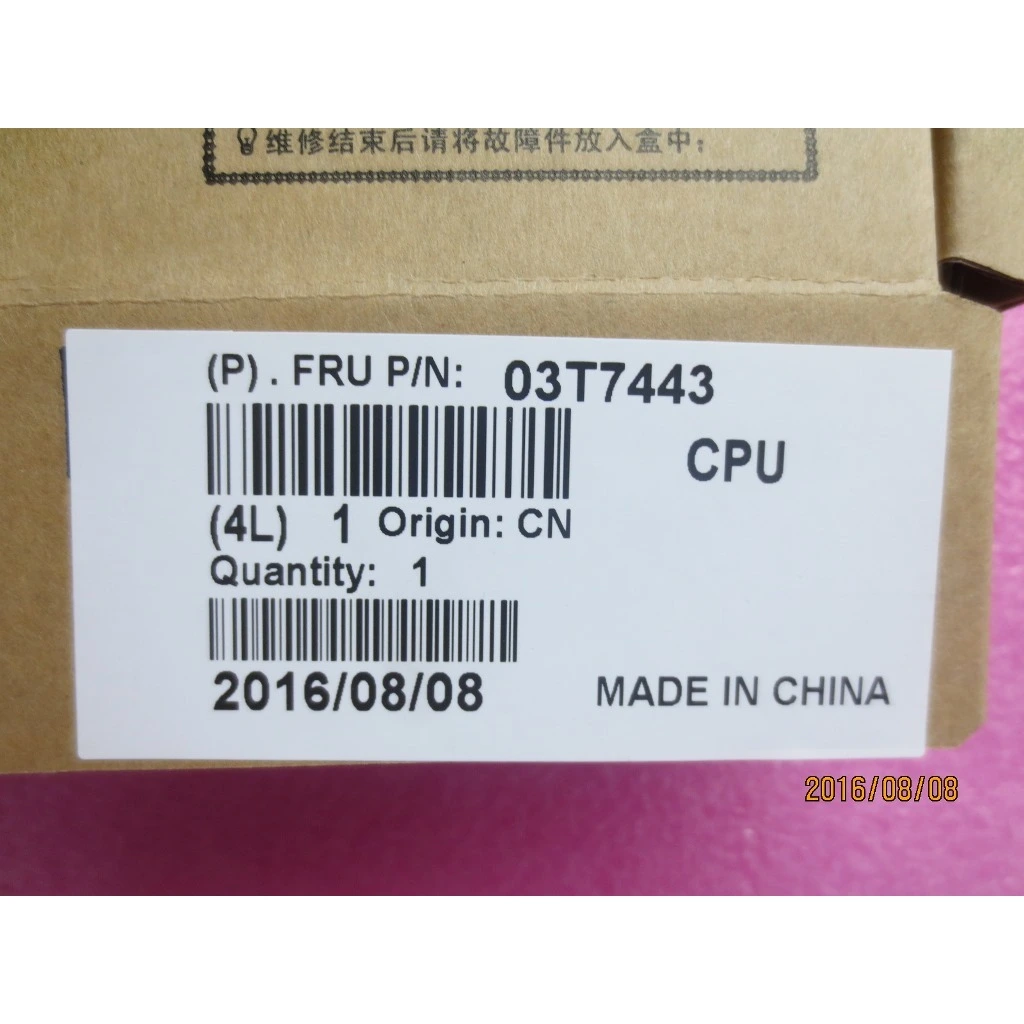 维修结束后请将故障件放入盒中;
(P) . FRU P/N: 03T7443
CPU
(4L) 1 Origin: CN
Quantity: 1
2016/08/08
MADE IN CHINA
2016/08/08